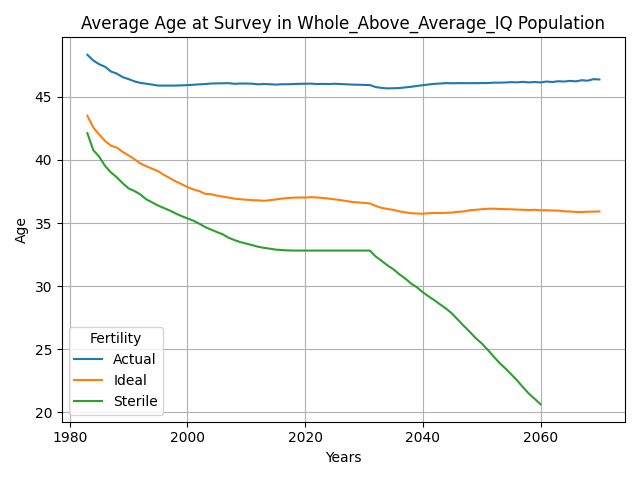 Average Age at Survey in Whole_Above_Average_IQ Population
Age
45
40
35
30
25
20
Fertility
Actual
Ideal
Sterile
1980
2000
2020
2040
2060
Years